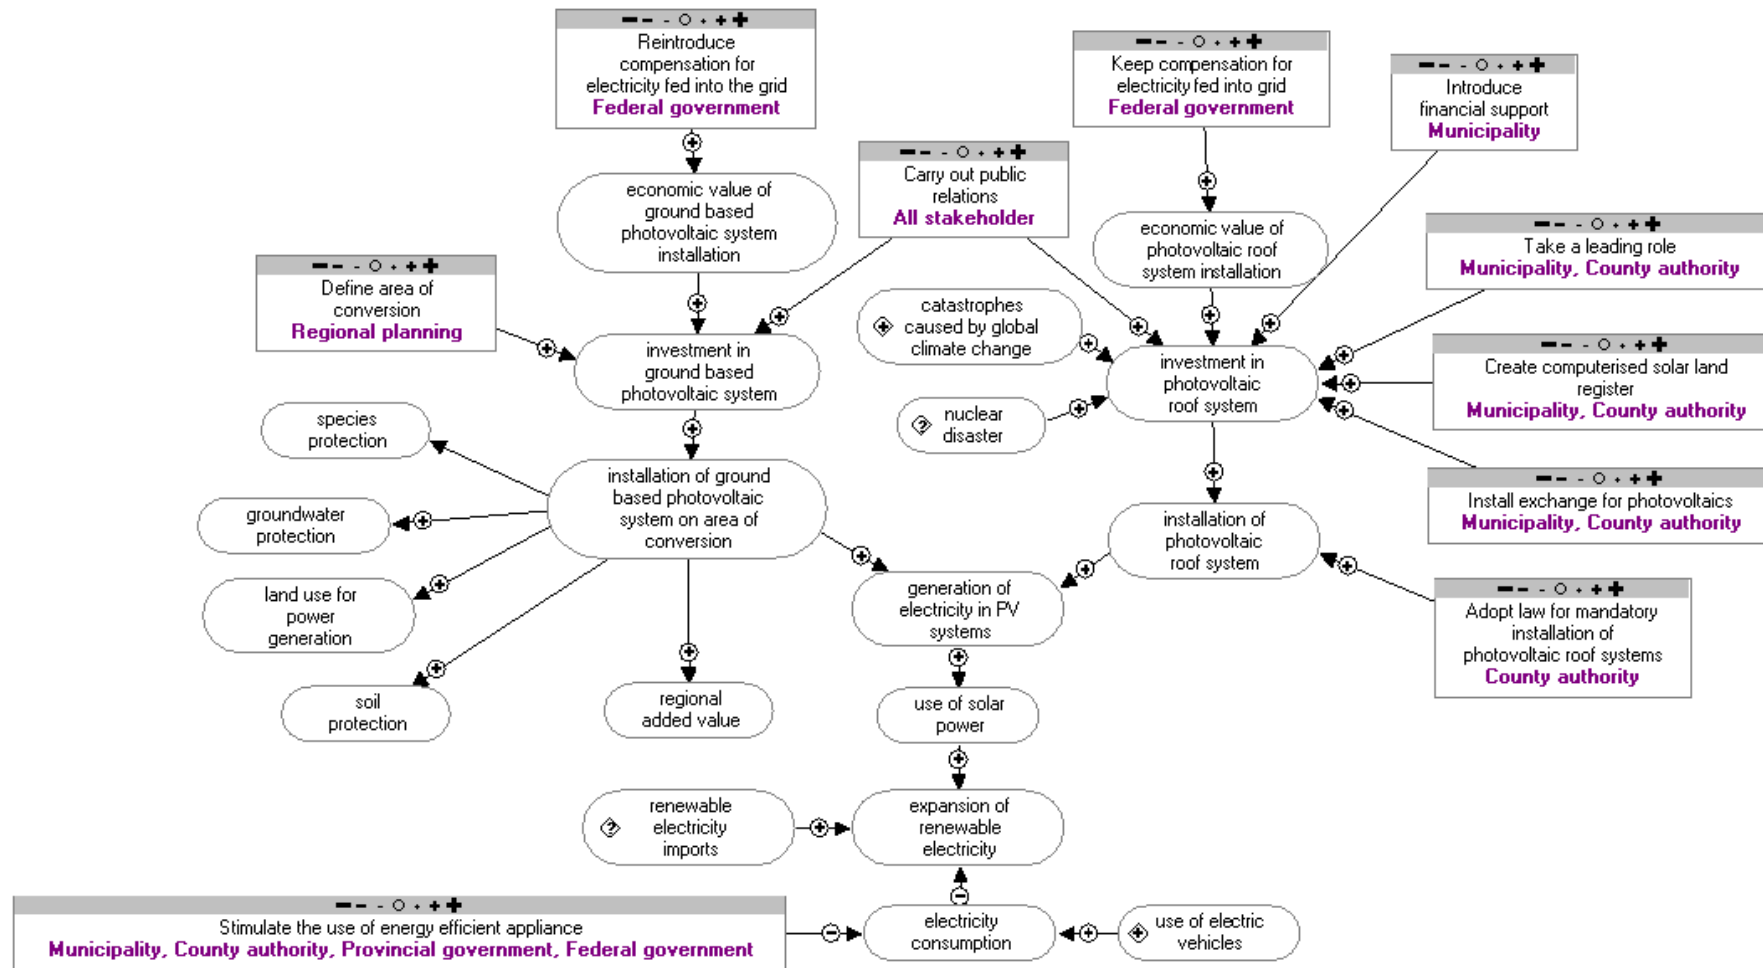 Reintroduce
compensation for
electricity fed into the grid
Federal government
Keep compensation for
electricity fed into grid
Federal government
Introduce
financial support
Municipality
Carry out public
relations
All stakeholder
economic value of
ground based
photovoltaic system
installation
economic value of
photovoltaic roof
system installation
Take a leading role
Municipality, County authority
Define area of
conversion
Regional planning
catastrophes
caused by global
climate change
investment in
ground based
photovoltaic system
investment in
photovoltaic
roof system
Create computerised solar land
register
Municipality, County authority
species
protection
nuclear
disaster
installation of ground
based photovoltaic
system on area of
conversion
Install exchange for photovoltaics
Municipality, County authority
groundwater
protection
installation of
photovoltaic
roof system
land use for
power
generation
generation of
electricity in PV
systems
Adopt law for mandatory
installation of
photovoltaic roof systems
County authority
soil
protection
regional
added value
use of solar
power
renewable
electricity
imports
expansion of
renewable
electricity
Stimulate the use of energy efficient appliance
Municipality, County authority, Provincial government, Federal government
electricity
consumption
use of electric
vehicles